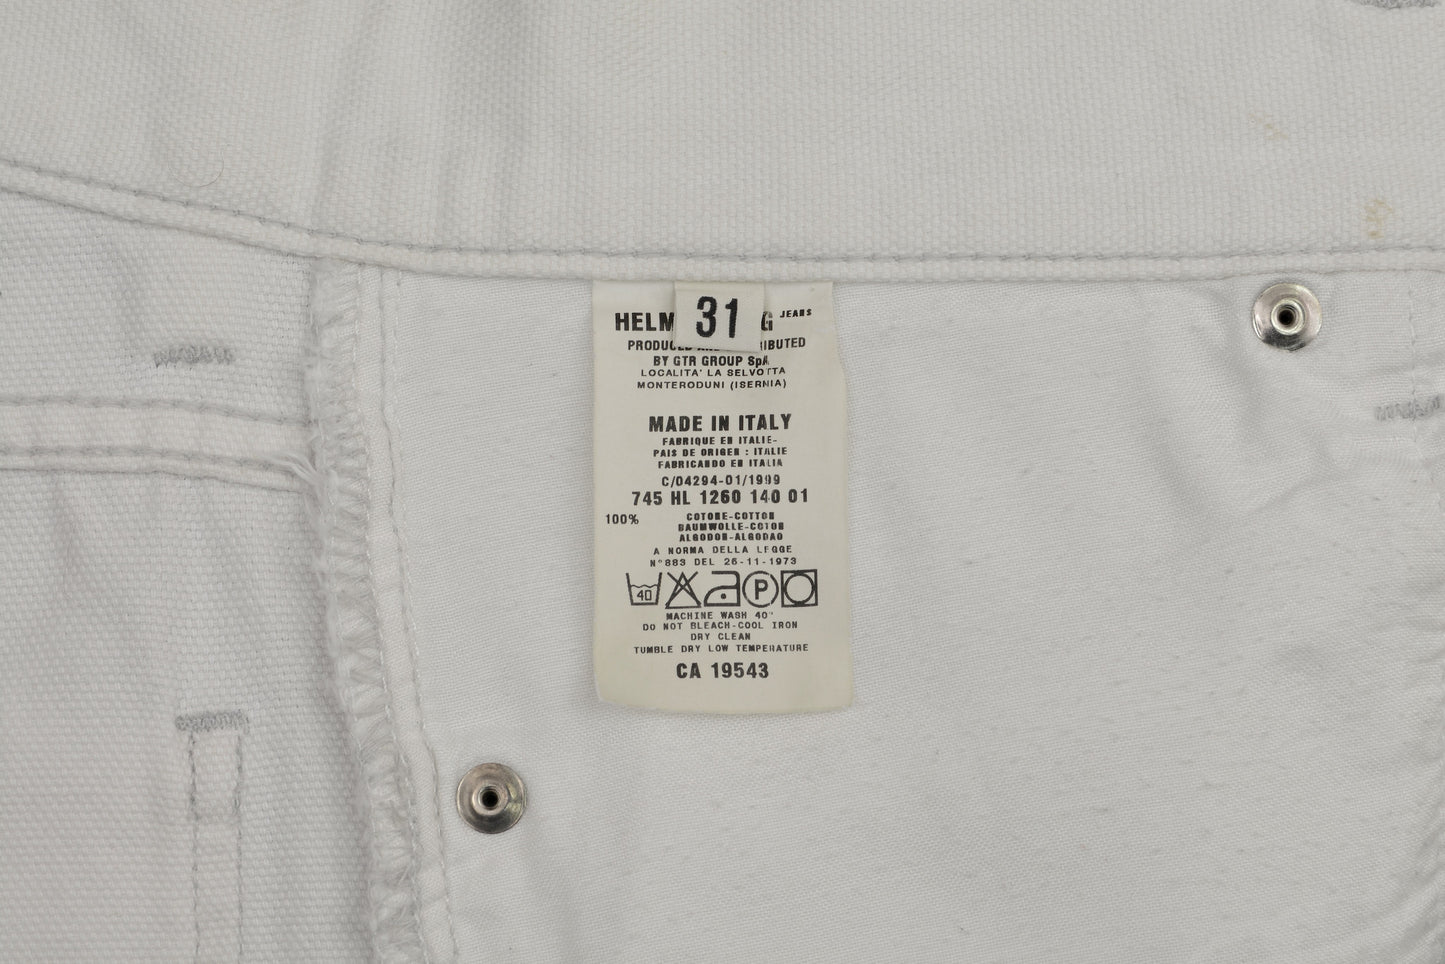 31
HELM G JEANS
PRODUCED AND DISTRIBUTED
BY GTR GROUP SpA
LOCALITA' LA SELVOTTA
MONTERODUNI (ISERNIA)
MADE IN ITALY
FABRIQUE EN ITALIE-
PAIS DE ORIGEN : ITALIE
FABRICANDO EN ITALIA
C/04294-01/1999
745 HL 1260 140 01
100% COTONE-COTTON
BAUMWOLLE-COTON
ALGODON-ALGODAO
A NORMA DELLA LEGGE
N°883 DEL 26-11-1973
40 P
MACHINE WASH 40°
DO NOT BLEACH-COOL IRON
DRY CLEAN
TUMBLE DRY LOW TEMPERATURE
CA 19543